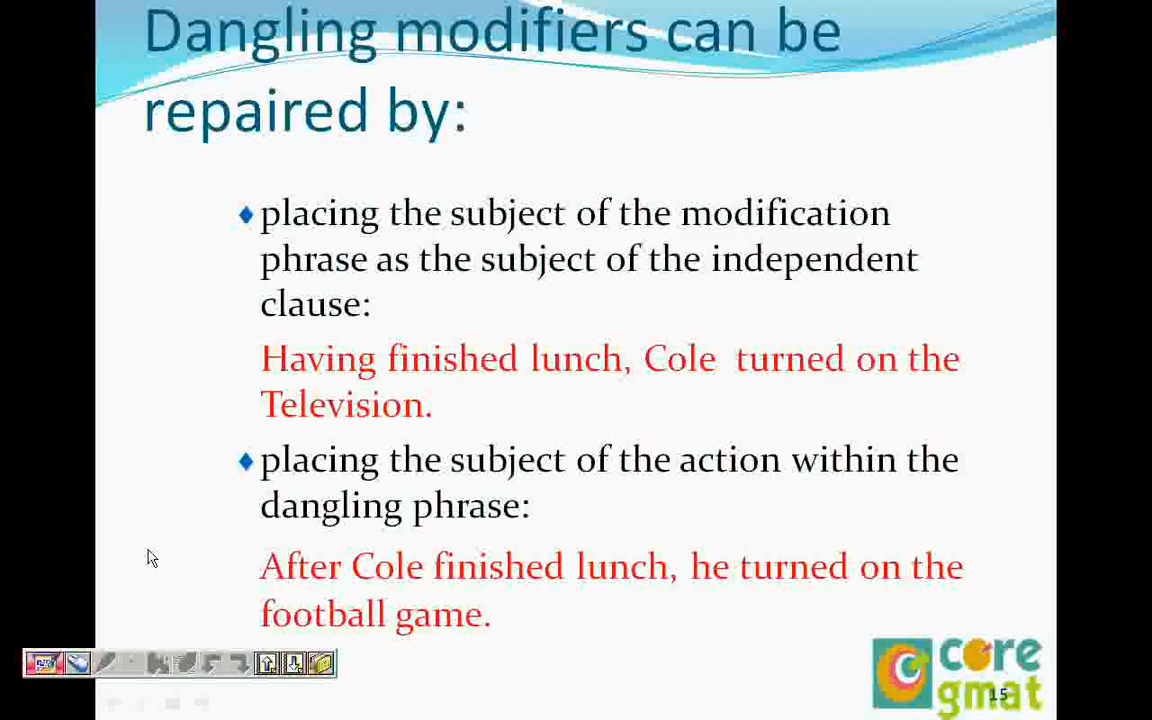 Dangling modifiers can be
repaired by:
placing the subject of the modification
phrase as the subject of the independent
clause:
Having finished lunch, Cole turned on the
Television.
placing the subject of the action within the
dangling phrase:
After Cole finished lunch, he turned on the
football game.
core
gmat
15